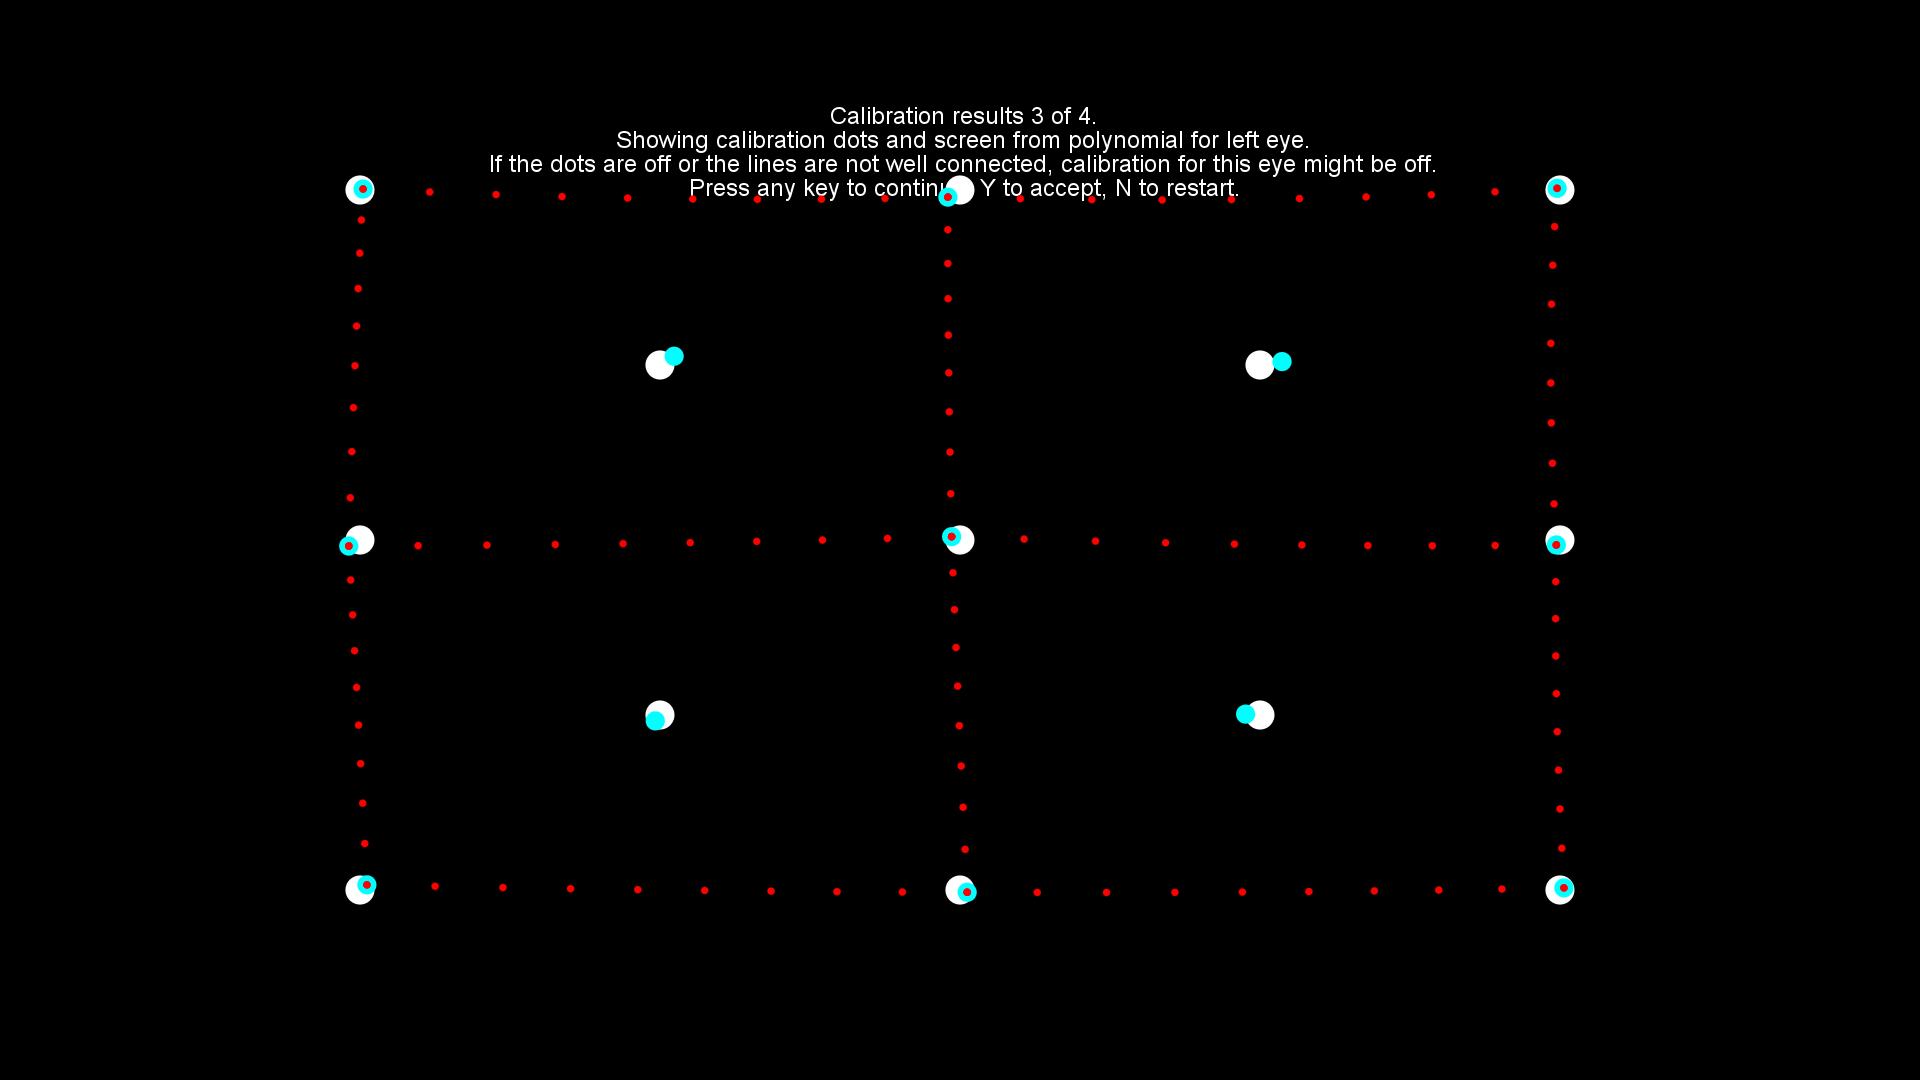 Calibration results 3 of 4.
Showing calibration dots and screen from polynomial for left eye.
If the dots are off or the lines are not well connected, calibration for this eye might be off.
Press any key to continu Y to accept, N to restart.